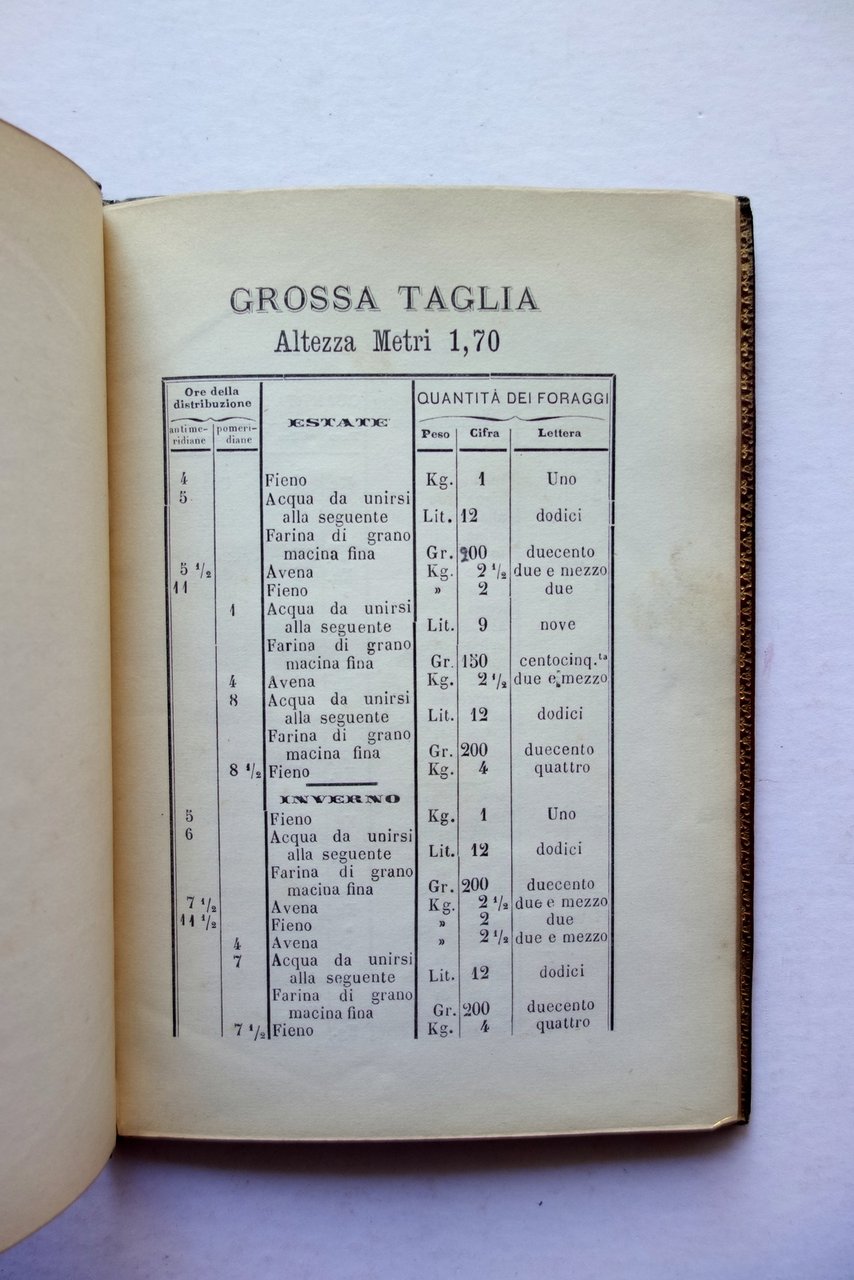 GROSSA TAGLIA
Altezza Metri 1,70
Ore della distribuzione
antimeridiane
pomeridiane
ESTATE
QUANTITÀ DEI FORAGGI
Peso Cifra Lettera
4 Fieno Kg. 1 Uno
5 Acqua da unirsi
alla seguente Lit. 12 dodici
Farina di grano
macina fina Gr. 200 duecento
5 1/2 Avena Kg. 2 1/2 due e mezzo
11 Fieno » 2 due
1 Acqua da unirsi
alla seguente Lit. 9 nove
Farina di grano
macina fina Gr. 150 centocinq.ta
4 Avena Kg. 2 1/2 due e mezzo
8 Acqua da unirsi
alla seguente Lit. 12 dodici
Farina di grano
macina fina Gr. 200 duecento
8 1/2 Fieno Kg. 4 quattro
INVERNO
5 Fieno Kg. 1 Uno
6 Acqua da unirsi
alla seguente Lit. 12 dodici
Farina di grano
macina fina Gr. 200 duecento
7 1/2 Avena Kg. 2 1/2 due e mezzo
11 1/2 Fieno » 2 due
4 Avena » 2 1/2 due e mezzo
7 Acqua da unirsi
alla seguente Lit. 12 dodici
Farina di grano
macina fina Gr. 200 duecento
7 1/2 Fieno Kg. 4 quattro